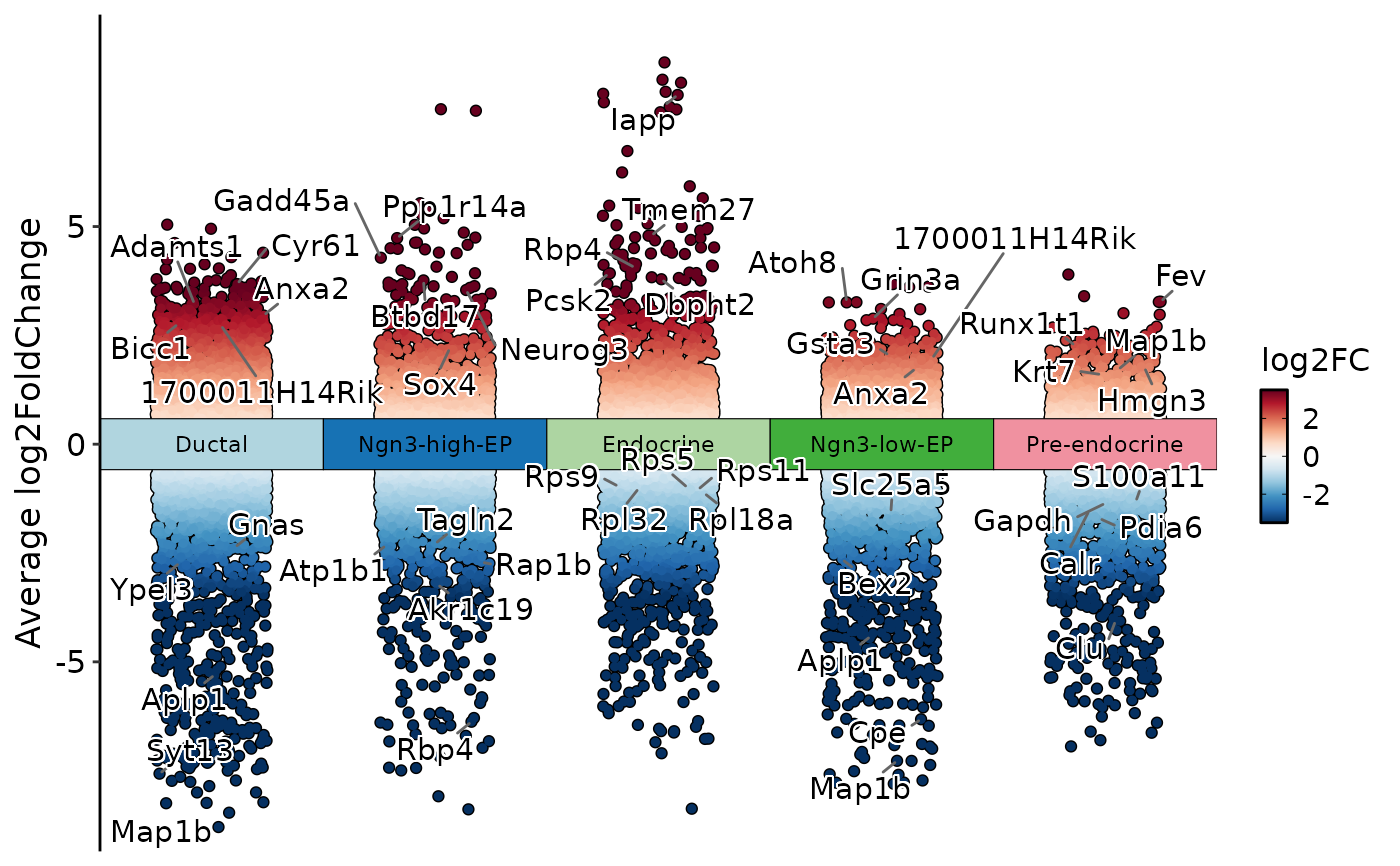 Average log2FoldChange
5
0
-5
Iapp
Gadd45a
Ppp1r14a
Tmem27
Adamts1
Cyr61
Rbp4
Atoh8
1700011H14Rik
Grin3a
Fev
Anxa2
Pcsk2
Dbpht2
Btbd17
Runx1t1
Bicc1
Neurog3
Gsta3
Map1b
Krt7
1700011H14Rik
Sox4
Anxa2
Hmgn3
Ductal
Ngn3-high-EP
Endocrine
Ngn3-low-EP
Pre-endocrine
Rps9
Rps5
Rps11
Slc25a5
S100a11
Gnas
Tagln2
Rpl32
Rpl18a
Gapdh
Pdia6
Ypel3
Atp1b1
Rap1b
Bex2
Calr
Akr1c19
Aplp1
Clu
Aplp1
Syt13
Rbp4
Cpe
Map1b
Map1b
log2FC
2
0
-2